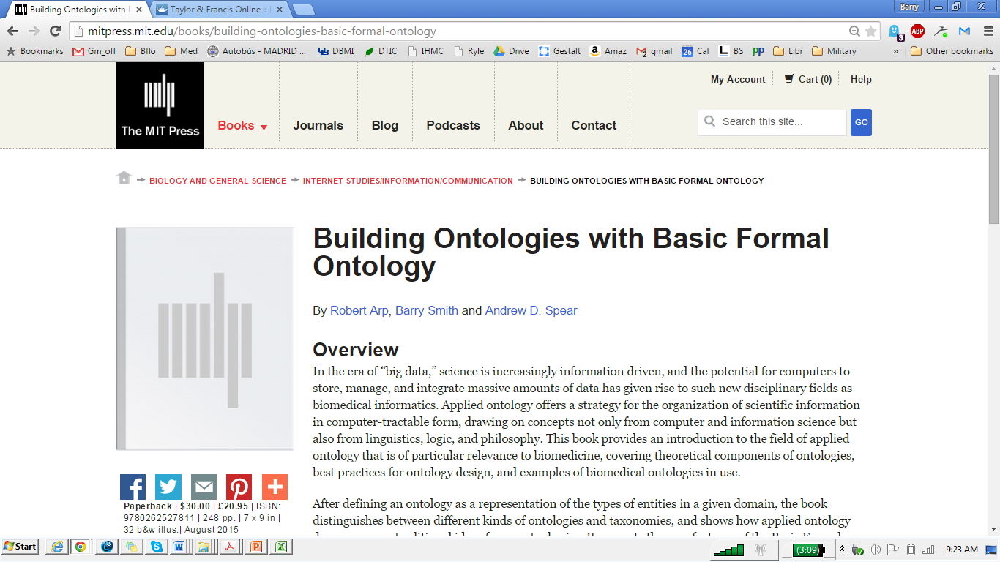 Building Ontologies with
Taylor & Francis Online ::
Barry
mitpress.mit.edu/books/building-ontologies-basic-formal-ontology
3
ABP
Bookmarks Gm_off Bflo Med Autobús - MADRID ... DBMI DTIC IHMC Ryle Drive Gestalt Amaz gmail 26 Cal L BS PP Libr Military » Other bookmarks
The MIT Press
Books Journals Blog Podcasts About Contact
My Account Cart (0) Help
Search this site... GO
BIOLOGY AND GENERAL SCIENCE INTERNET STUDIES/INFORMATION/COMMUNICATION BUILDING ONTOLOGIES WITH BASIC FORMAL ONTOLOGY
Building Ontologies with Basic Formal
Ontology
By Robert Arp, Barry Smith and Andrew D. Spear
Overview
In the era of “big data,” science is increasingly information driven, and the potential for computers to
store, manage, and integrate massive amounts of data has given rise to such new disciplinary fields as
biomedical informatics. Applied ontology offers a strategy for the organization of scientific information
in computer-tractable form, drawing on concepts not only from computer and information science but
also from linguistics, logic, and philosophy. This book provides an introduction to the field of applied
ontology that is of particular relevance to biomedicine, covering theoretical components of ontologies,
best practices for ontology design, and examples of biomedical ontologies in use.
After defining an ontology as a representation of the types of entities in a given domain, the book
distinguishes between different kinds of ontologies and taxonomies, and shows how applied ontology
Paperback | $30.00 | £20.95 | ISBN:
9780262527811 | 248 pp. | 7 x 9 in |
32 b&w illus.| August 2015
Start
(3:09)
9:23 AM